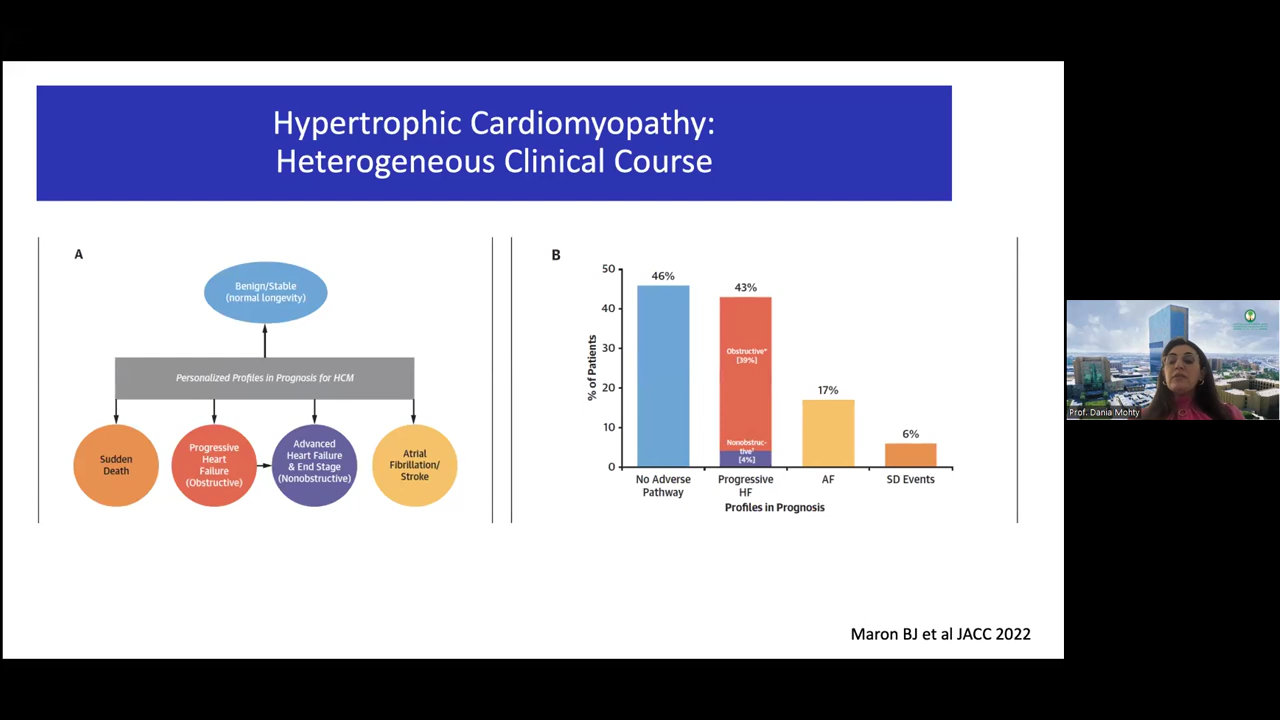 Hypertrophic Cardiomyopathy:
Heterogeneous Clinical Course
A
Benign/Stable
(normal longevity)
Personalized Profiles in Prognosis for HCM
Sudden
Death
Progressive
Heart
Failure
(Obstructive)
Advanced
Heart Failure
& End Stage
(Nonobstructive)
Atrial
Fibrillation/
Stroke
B
% of Patients
50
40
30
20
10
0
46%
43%
17%
6%
Obstructive*
[39%]
Nonobstruc-
tive†
[4%]
No Adverse
Pathway
Progressive
HF
AF
SD Events
Profiles in Prognosis
Maron BJ et al JACC 2022
Prof. Dania Mohty